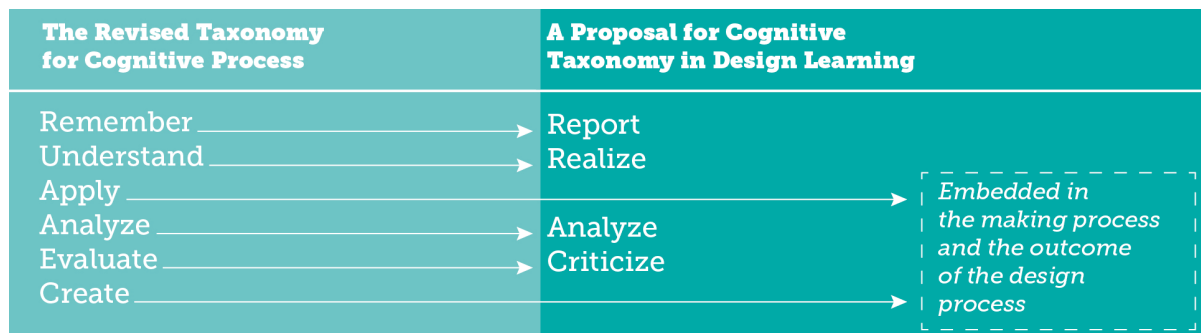 The Revised Taxonomy
for Cognitive Process
A Proposal for Cognitive
Taxonomy in Design Learning
Remember
Report
Understand
Realize
Apply
Analyze
Analyze
Evaluate
Criticize
Create
Embedded in
the making process
and the outcome
of the design
process